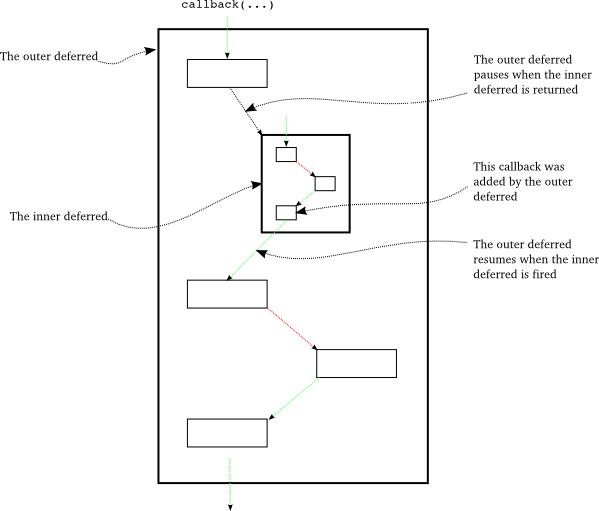 callback(...)
The outer deferred
The outer deferred
pauses when the inner
deferred is returned
This callback was
added by the outer
deferred
The inner deferred
The outer deferred
resumes when the inner
deferred is fired